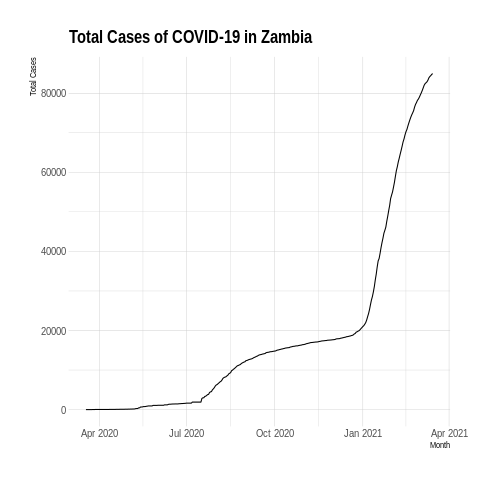 Total Cases of COVID-19 in Zambia
Total Cases
80000
60000
40000
20000
0
Apr 2020 Jul 2020 Oct 2020 Jan 2021 Apr 2021
Month